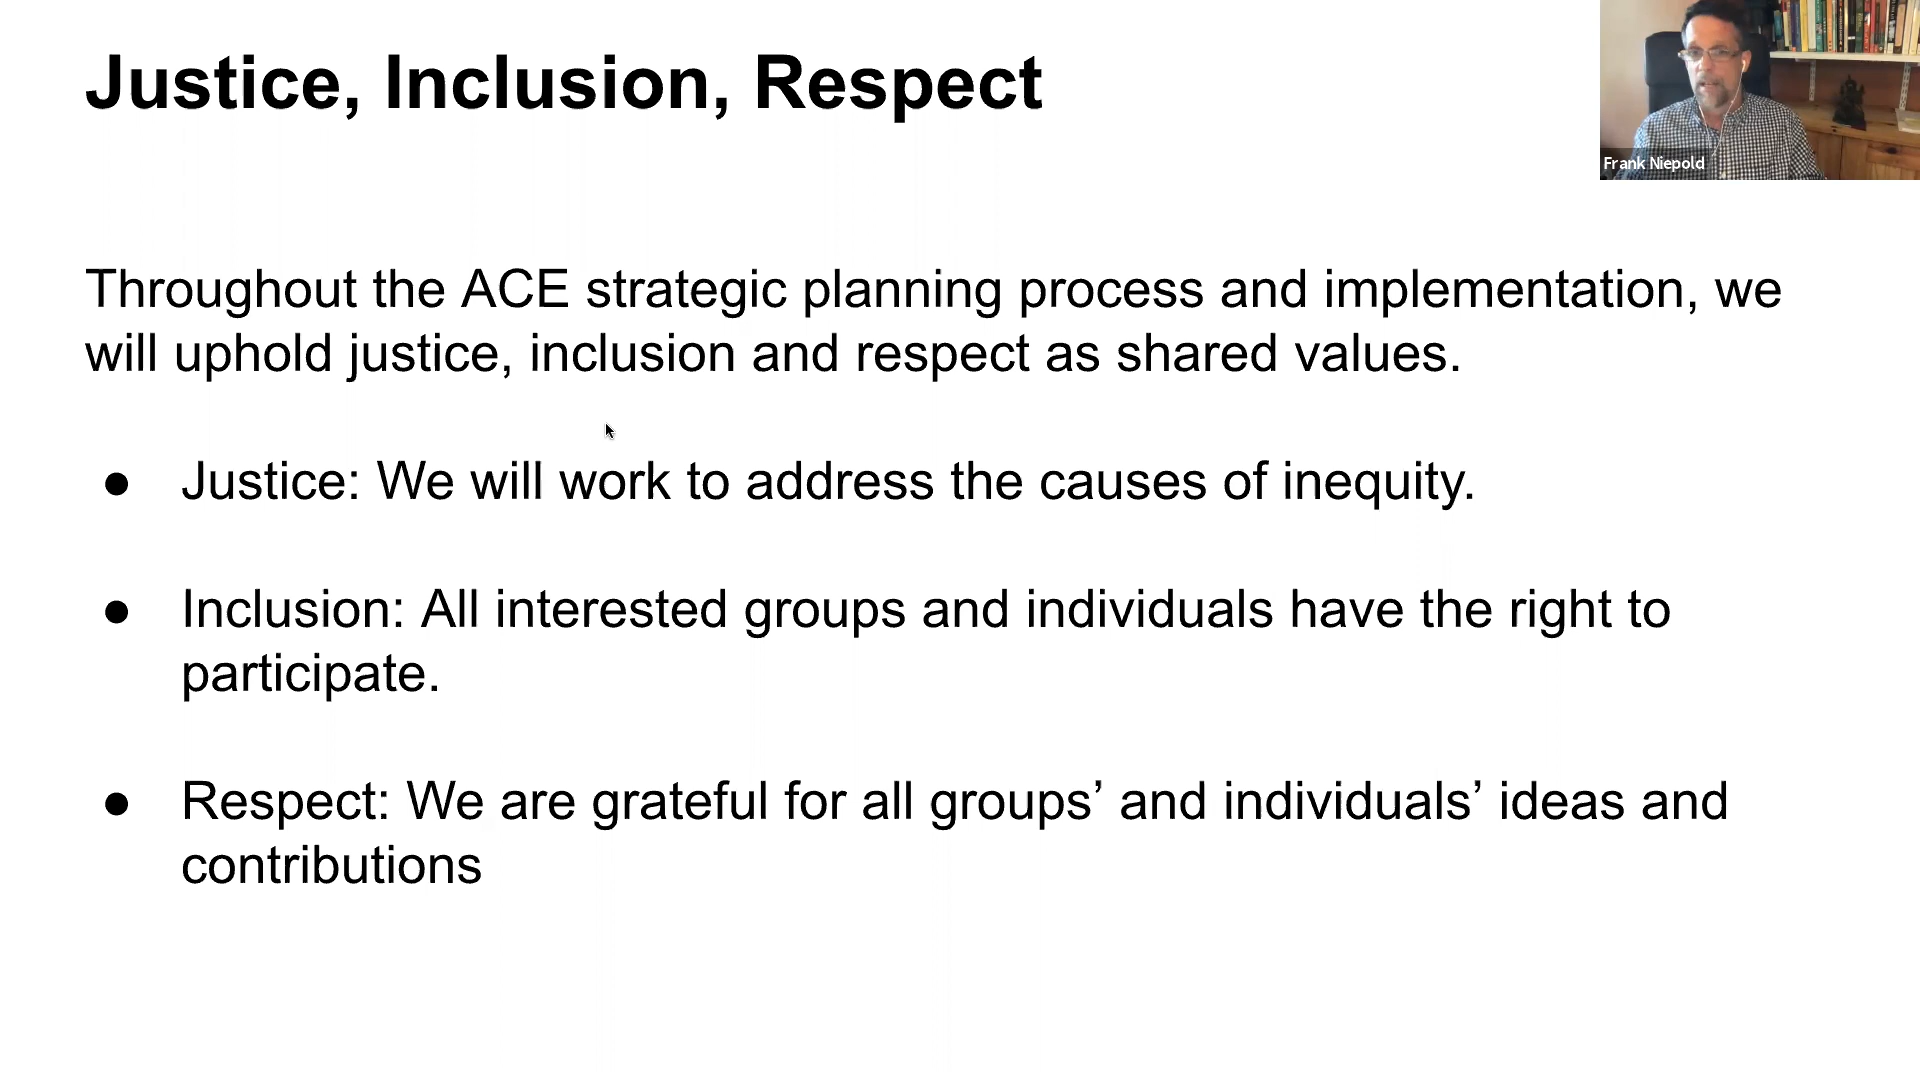 Justice, Inclusion, Respect
Frank Niepold
Throughout the ACE strategic planning process and implementation, we
will uphold justice, inclusion and respect as shared values.
● Justice: We will work to address the causes of inequity.
● Inclusion: All interested groups and individuals have the right to
participate.
● Respect: We are grateful for all groups’ and individuals’ ideas and
contributions